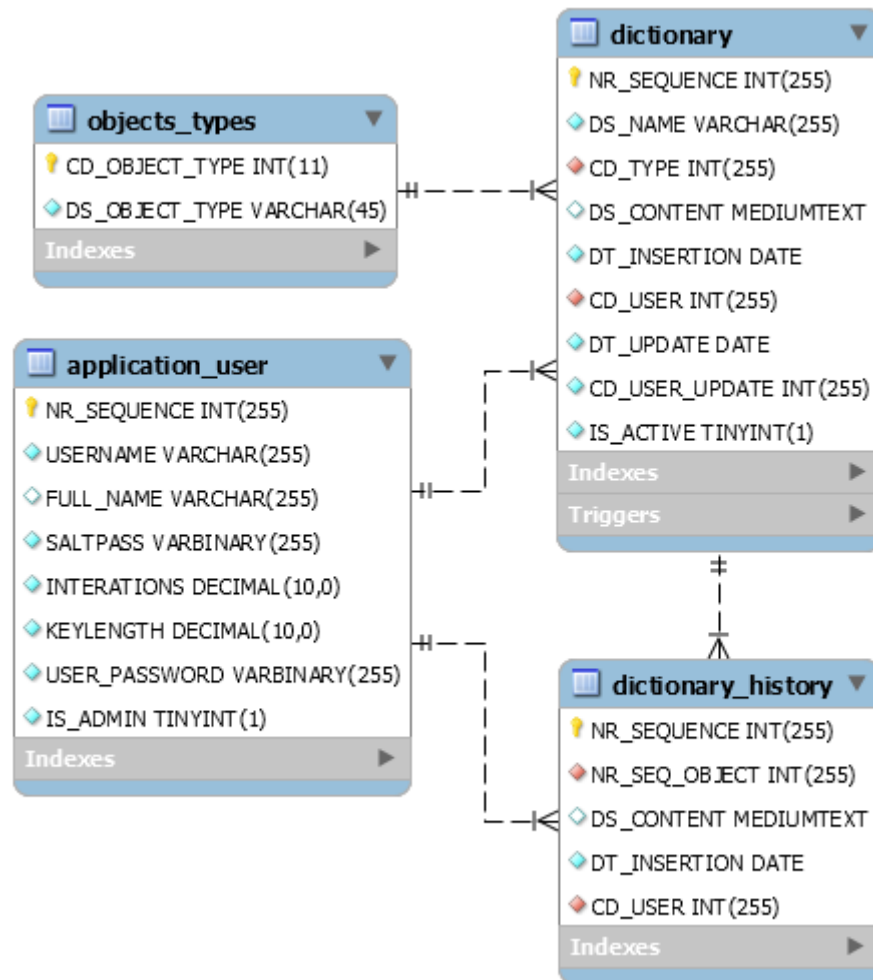 objects_types
CD_OBJECT_TYPE INT(11)
DS_OBJECT_TYPE VARCHAR(45)
Indexes
application_user
NR_SEQUENCE INT(255)
USERNAME VARCHAR(255)
FULL_NAME VARCHAR(255)
SALTPASS VARBINARY(255)
INTERATIONS DECIMAL(10,0)
KEYLENGTH DECIMAL(10,0)
USER_PASSWORD VARBINARY(255)
IS_ADMIN TINYINT(1)
Indexes
dictionary
NR_SEQUENCE INT(255)
DS_NAME VARCHAR(255)
CD_TYPE INT(255)
DS_CONTENT MEDIUMTEXT
DT_INSERTION DATE
CD_USER INT(255)
DT_UPDATE DATE
CD_USER_UPDATE INT(255)
IS_ACTIVE TINYINT(1)
Indexes
Triggers
dictionary_history
NR_SEQUENCE INT(255)
NR_SEQ_OBJECT INT(255)
DS_CONTENT MEDIUMTEXT
DT_INSERTION DATE
CD_USER INT(255)
Indexes